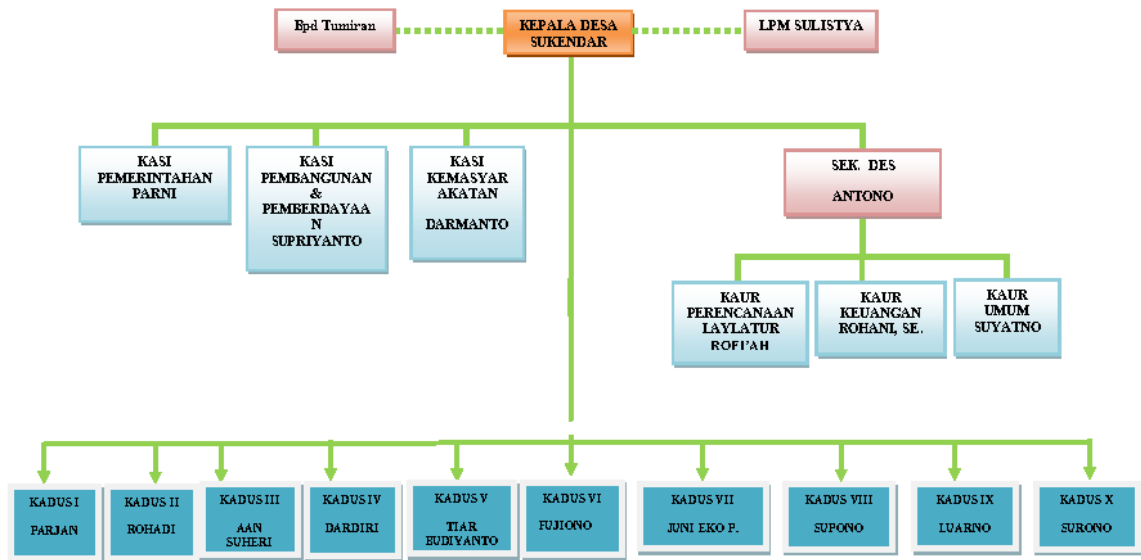 Bpd Tumiran
KEPALA DESA
SUKENDAR
LPM SULISTYA
KASI
PEMERINTAHAN
PARNI
KASI
PEMBANGUNAN
&
PEMBERDAYAA
N
SUPRIYANTO
KASI
KEMASYAR
AKATAN
DARMANTO
SEK. DES
ANTONO
KAUR
PERENCANAAN
LAYLATUR
ROFI'AH
KAUR
KEUANGAN
ROHANI, SE.
KAUR
UMUM
SUYATNO
KADUS I
PARJAN
KADUS II
ROHADI
KADUS III
AAN
SUHERI
KADUS IV
DARDIRI
KADUS V
TIAR
BUDIYANTO
KADUS VI
FUJIONO
KADUS VII
JUNI EKO P.
KADUS VIII
SUPONO
KADUS IX
LUARNO
KADUS X
SURONO